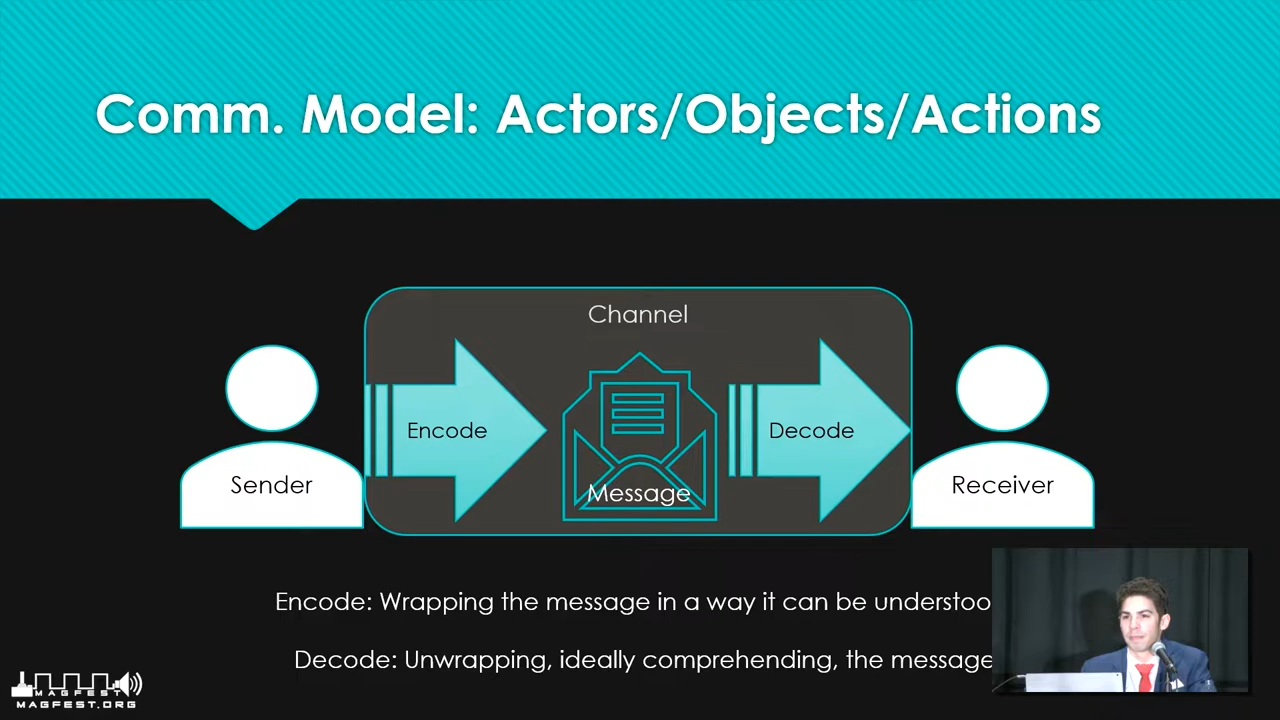 Comm. Model: Actors/Objects/Actions
Channel
Encode
Decode
Sender
Message
Receiver
Encode: Wrapping the message in a way it can be
Decode: Unwrapping, ideally comprehending, the message
MAGFEST
MAGFEST.ORG